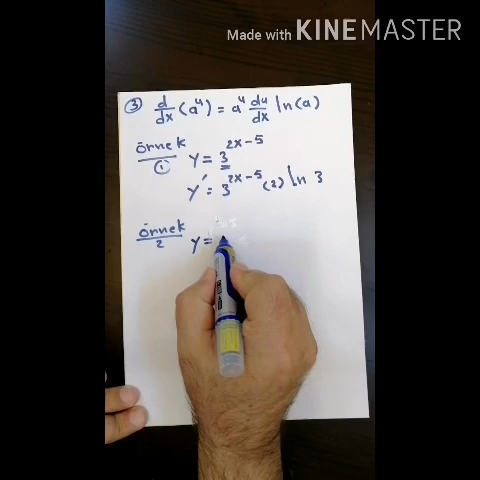 Made with KINEMASTER
③ d/dx (a^u) = a^u du/dx ln(a)
örnek
① y = 3^2x-5
y' = 3^2x-5 (2) ln 3
örnek
2 y =